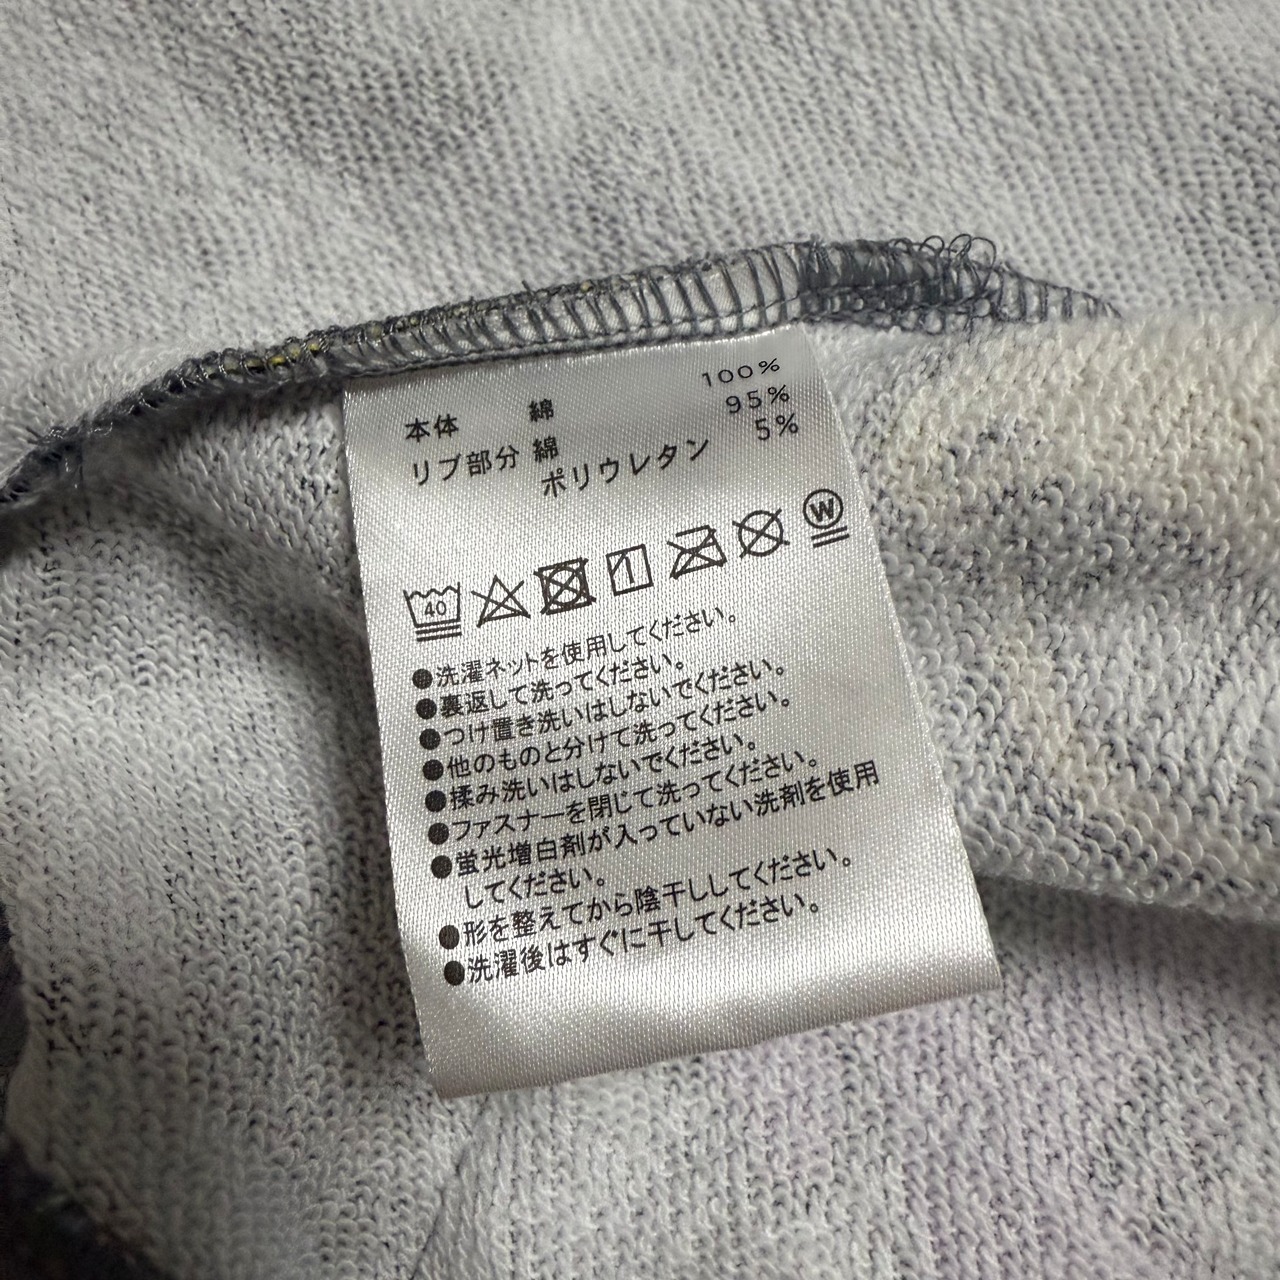 本体 綿 100%
リブ部分 綿 95%
ポリウレタン 5%
40 W
●洗濯ネットを使用してください。
●裏返して洗ってください。
●つけ置き洗いはしないでください。
●他のものと分けて洗ってください。
●揉み洗いはしないでください。
●ファスナーを閉じて洗ってください。
●蛍光増白剤が入っていない洗剤を使用
してください。
●形を整えてから陰干ししてください。
●洗濯後はすぐに干してください。